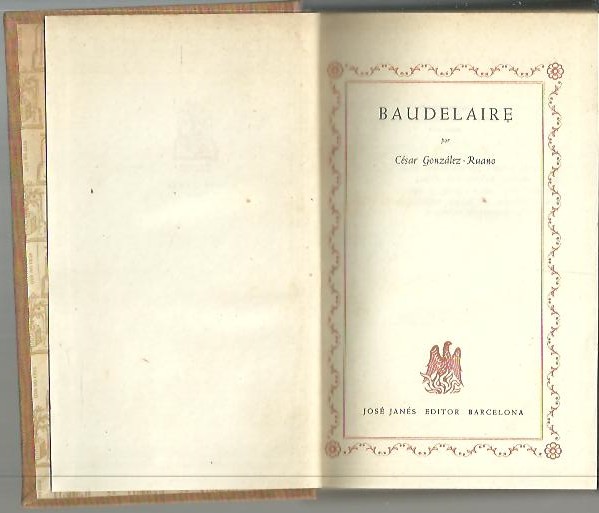 BAUDELAIRE
por
César González-Ruano
JOSÉ JANÉS EDITOR BARCELONA